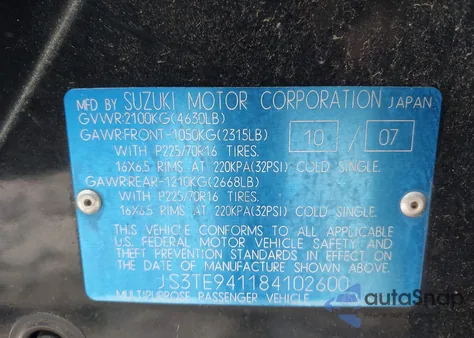 MFD BY SUZUKI MOTOR CORPORATION JAPAN
GVWR:2100KG(4630LB)
GAWR:FRONT-1050KG(2315LB) 10 / 07
WITH P225/70R16 TIRES.
16X6.5 RIMS AT 220KPA(32PSI) COLD SINGLE.
GAWR:REAR-1210KG(2668LB)
WITH P225/70R16 TIRES.
16X6.5 RIMS AT 220KPA(32PSI) COLD SINGLE.
THIS VEHICLE CONFORMS TO ALL APPLICABLE
U.S. FEDERAL MOTOR VEHICLE SAFETY AND
THEFT PREVENTION STANDARDS IN EFFECT ON
THE DATE OF MANUFACTURE SHOWN ABOVE.
JS3TE941184102600
MULTIPURPOSE PASSENGER VEHICLE
autoSnap